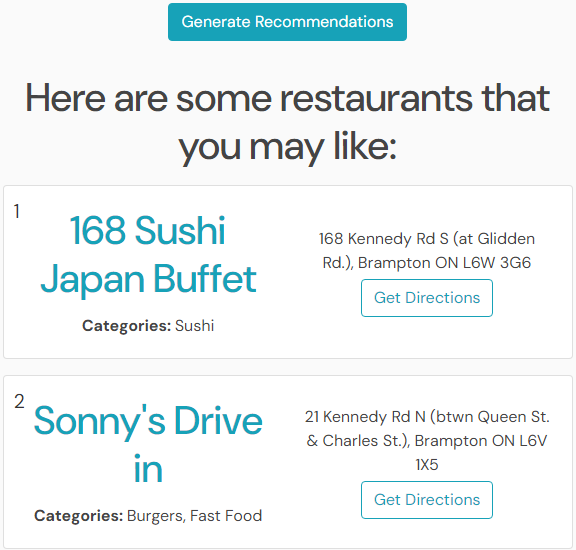 Generate Recommendations
Here are some restaurants that
you may like:
1
168 Sushi
Japan Buffet
Categories: Sushi
168 Kennedy Rd S (at Glidden
Rd.), Brampton ON L6W 3G6
Get Directions
2
Sonny's Drive
in
Categories: Burgers, Fast Food
21 Kennedy Rd N (btwn Queen St.
& Charles St.), Brampton ON L6V
1X5
Get Directions